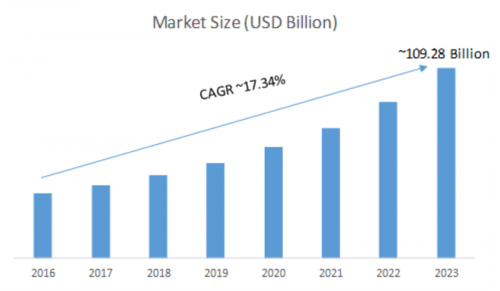 Market Size (USD Billion)
~109.28 Billion
CAGR ~17.34%
2016 2017 2018 2019 2020 2021 2022 2023